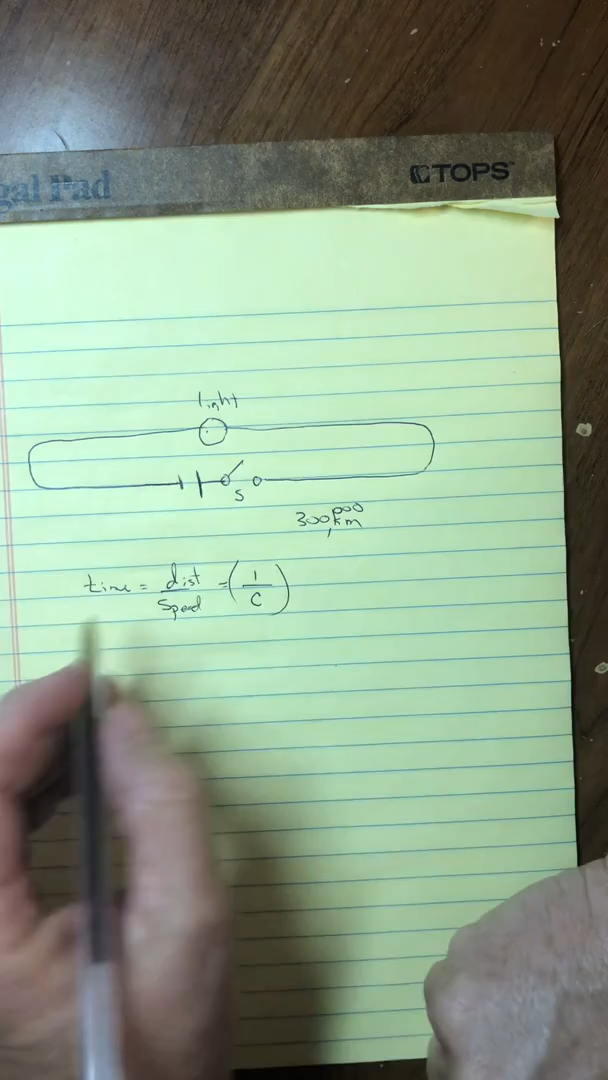 gal Pad
TOPS
light
S
300,000 km
time = dist / Speed = ( 1 / c )